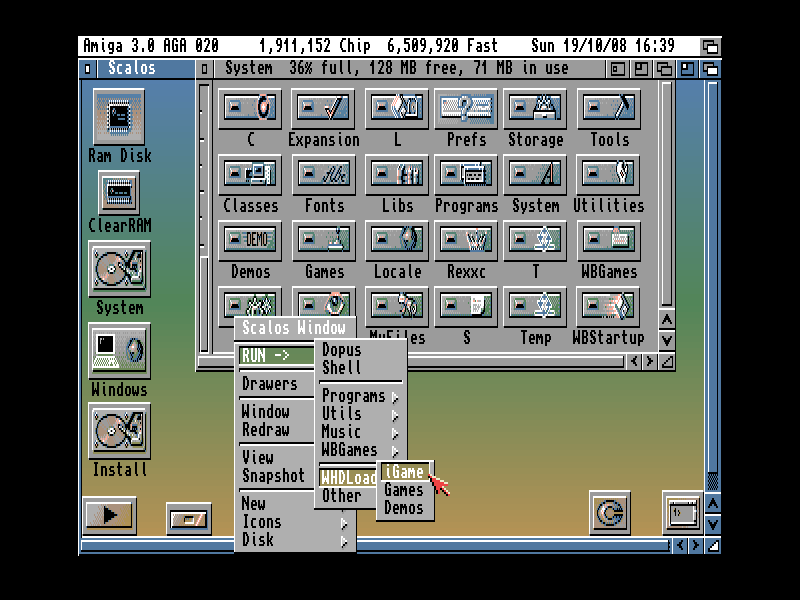 Amiga 3.0 AGA 020 1,911,152 Chip 6,509,920 Fast Sun 19/10/08 16:39
Scalos
System 36% full, 128 MB free, 71 MB in use
Ram Disk
ClearRAM
System
Windows
Install
C Expansion L Prefs Storage Tools
Classes Fonts Libs Programs System Utilities
DEMO
Demos Games Locale Rexxc T WBGames
MyFiles S Temp WBStartup
Scalos Window
RUN ->
Drawers
Window
Redraw
View
Snapshot
New
Icons
Disk
Dopus
Shell
Programs
Utils
Music
WBGames
WHDLoad
Other
iGame
Games
Demos